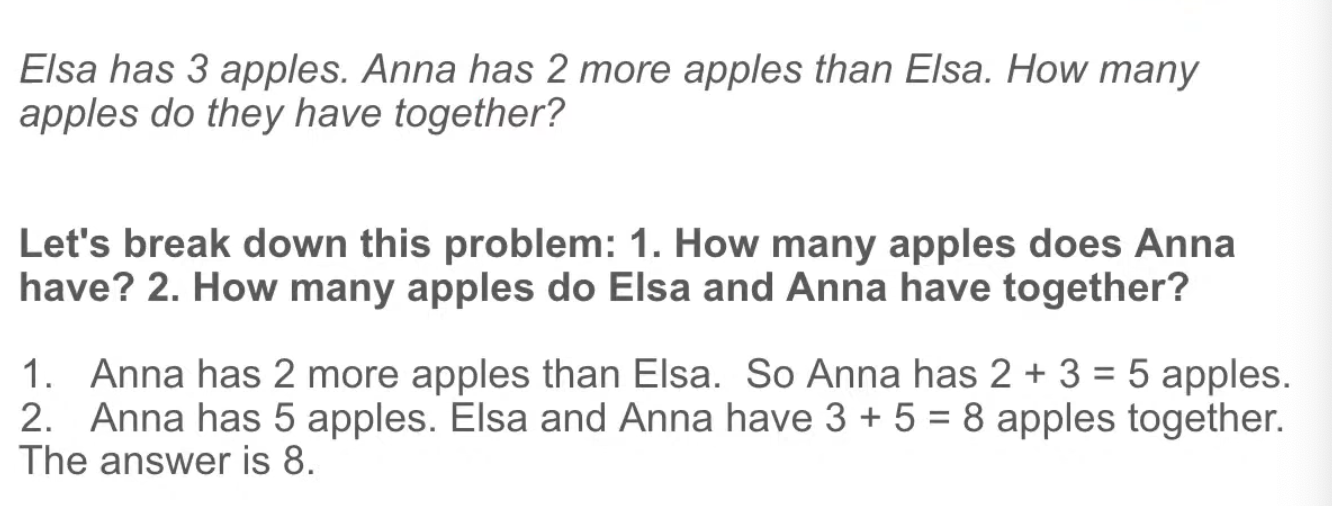 Elsa has 3 apples. Anna has 2 more apples than Elsa. How many
apples do they have together?
Let's break down this problem: 1. How many apples does Anna
have? 2. How many apples do Elsa and Anna have together?
1. Anna has 2 more apples than Elsa. So Anna has 2 + 3 = 5 apples.
2. Anna has 5 apples. Elsa and Anna have 3 + 5 = 8 apples together.
The answer is 8.